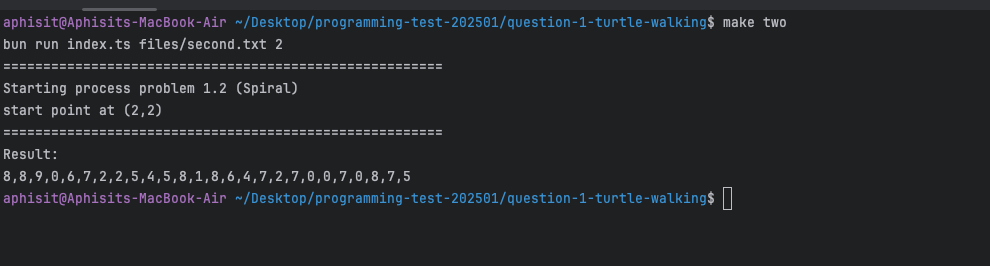 aphisit@Aphisits-MacBook-Air ~/Desktop/programming-test-202501/question-1-turtle-walking$ make two
bun run index.ts files/second.txt 2
======================================================
Starting process problem 1.2 (Spiral)
start point at (2,2)
======================================================
Result:
8,8,9,0,6,7,2,2,5,4,5,8,1,8,6,4,7,2,7,0,0,7,0,8,7,5
aphisit@Aphisits-MacBook-Air ~/Desktop/programming-test-202501/question-1-turtle-walking$